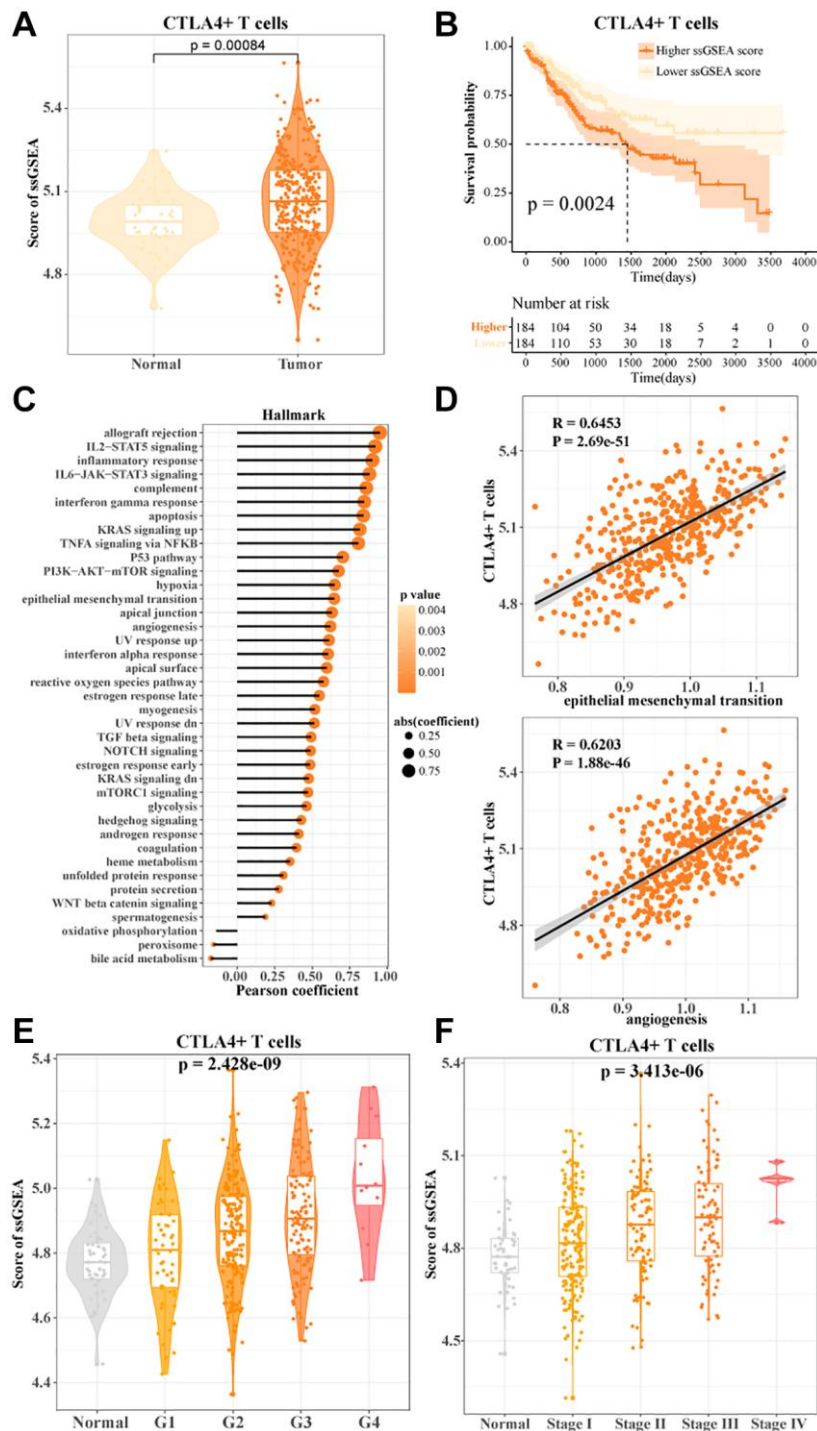 A
CTLA4+ T cells
p = 0.00084
Score of ssGSEA
5.4
5.1
4.8
Normal
Tumor
B
CTLA4+ T cells
Higher ssGSEA score
Lower ssGSEA score
Survival probability
1.00
0.75
0.50
0.25
0.00
p = 0.0024
0 500 1000 1500 2000 2500 3000 3500 4000
Time(days)
Number at risk
Higher 184 104 50 34 18 5 4 0 0
Lower 184 110 53 30 18 7 2 1 0
0 500 1000 1500 2000 2500 3000 3500 4000
Time(days)
C
Hallmark
allograft rejection
IL2−STAT5 signaling
inflammatory response
IL6−JAK−STAT3 signaling
complement
interferon gamma response
apoptosis
KRAS signaling up
TNFA signaling via NFKB
P53 pathway
PI3K−AKT−mTOR signaling
hypoxia
epithelial mesenchymal transition
apical junction
angiogenesis
UV response up
interferon alpha response
apical surface
reactive oxygen species pathway
estrogen response late
myogenesis
UV response dn
TGF beta signaling
NOTCH signaling
estrogen response early
KRAS signaling dn
mTORC1 signaling
glycolysis
hedgehog signaling
androgen response
coagulation
heme metabolism
unfolded protein response
protein secretion
WNT beta catenin signaling
spermatogenesis
oxidative phosphorylation
peroxisome
bile acid metabolism
0.00 0.25 0.50 0.75 1.00
Pearson coefficient
p value
0.004
0.003
0.002
0.001
abs(coefficient)
0.25
0.50
0.75
D
R = 0.6453
P = 2.69e-51
CTLA4+ T cells
5.4
5.1
4.8
0.8 0.9 1.0 1.1
epithelial mesenchymal transition
R = 0.6203
P = 1.88e-46
CTLA4+ T cells
5.4
5.1
4.8
0.8 0.9 1.0 1.1
angiogenesis
E
CTLA4+ T cells
p = 2.428e-09
Score of ssGSEA
5.4
5.2
5.0
4.8
4.6
4.4
Normal G1 G2 G3 G4
F
CTLA4+ T cells
p = 3.413e-06
Score of ssGSEA
5.4
5.1
4.8
4.5
Normal Stage I Stage II Stage III Stage IV